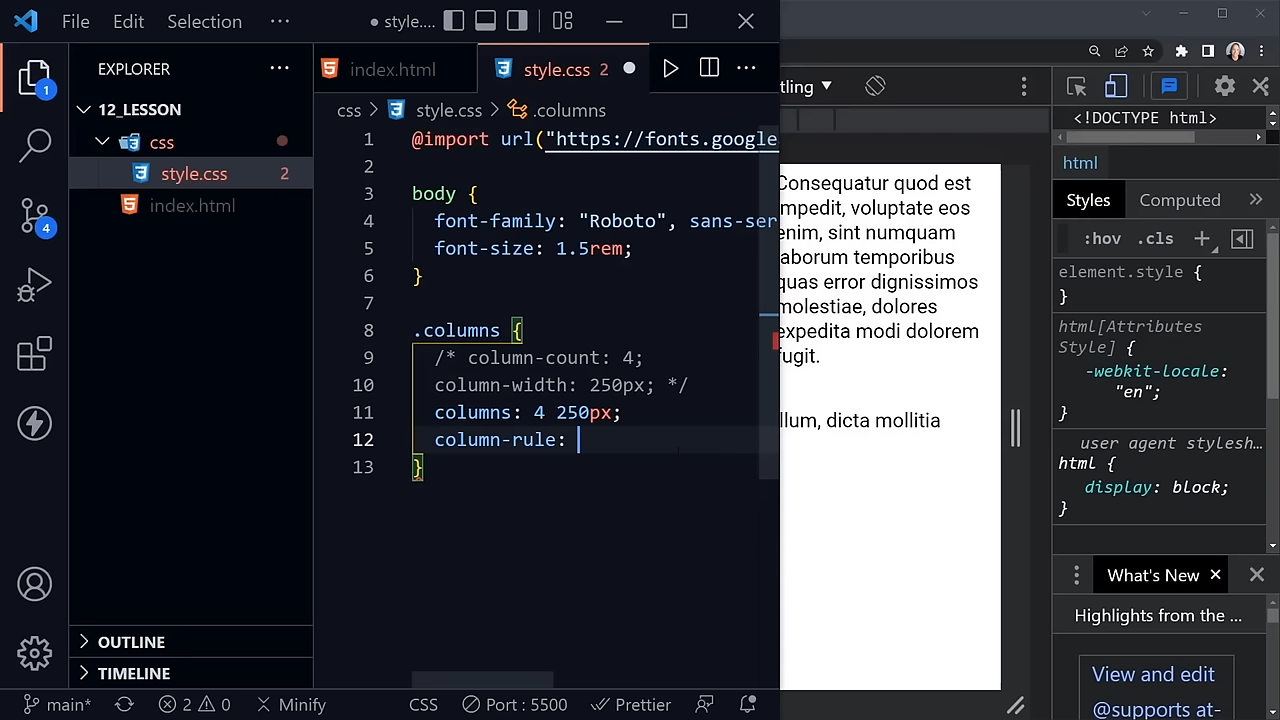 File Edit Selection ··· style....
EXPLORER ···
12_LESSON
css
style.css 2
index.html
OUTLINE
TIMELINE
1
4
index.html style.css 2 ···
css > style.css > .columns
1 @import url("https://fonts.google
2
3 body {
4 font-family: "Roboto", sans-ser
5 font-size: 1.5rem;
6 }
7
8 .columns {
9 /* column-count: 4;
10 column-width: 250px; */
11 columns: 4 250px;
12 column-rule:
13 }
main* 2 0 Minify CSS Port : 5500 Prettier
tling
Consequatur quod est
mpedit, voluptate eos
enim, sint numquam
laborum temporibus
quas error dignissimos
molestiae, dolores
expedita modi dolorem
fugit.
llum, dicta mollitia
<!DOCTYPE html>
html
Styles Computed »
:hov .cls +
element.style {
}
html[Attributes
Style] {
-webkit-locale:
"en";
}
user agent stylesh…
html {
display: block;
}
What's New ×
Highlights from the ...
View and edit
@supports at-